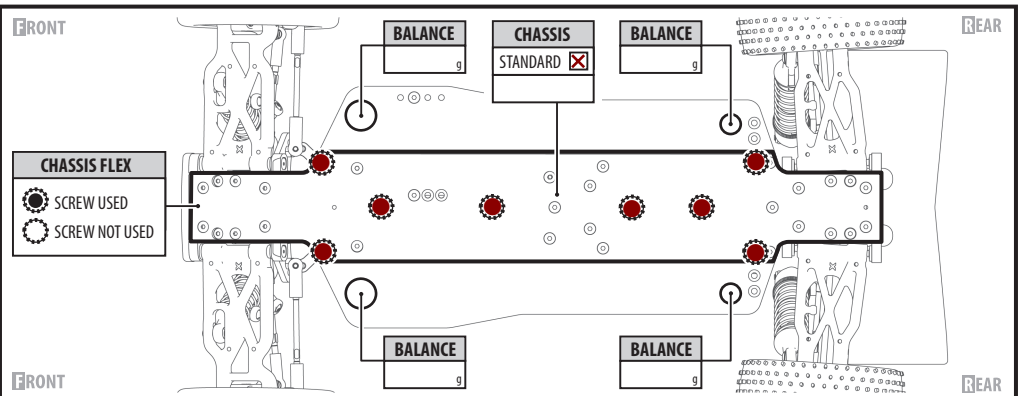 FRONT
BALANCE
g
CHASSIS
STANDARD
BALANCE
g
REAR
CHASSIS FLEX
SCREW USED
SCREW NOT USED
BALANCE
g
BALANCE
g
FRONT
REAR